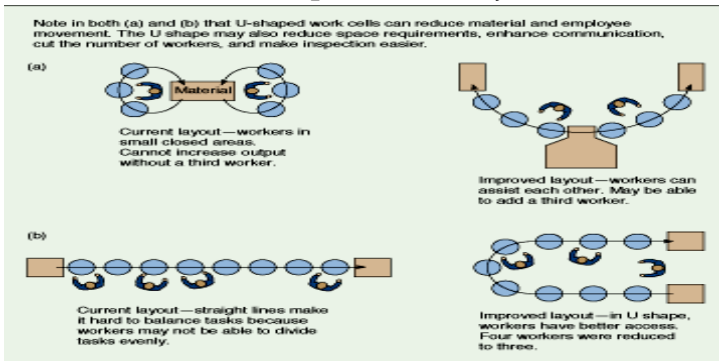 Note in both (a) and (b) that U-shaped work cells can reduce material and employee
movement. The U shape may also reduce space requirements, enhance communication,
cut the number of workers, and make inspection easier.
(a)
Material
Current layout—workers in
small closed areas.
Cannot increase output
without a third worker.
Improved layout—workers can
assist each other. May be able
to add a third worker.
(b)
Current layout—straight lines make
it hard to balance tasks because
workers may not be able to divide
tasks evenly.
Improved layout—in U shape,
workers have better access.
Four workers were reduced
to three.